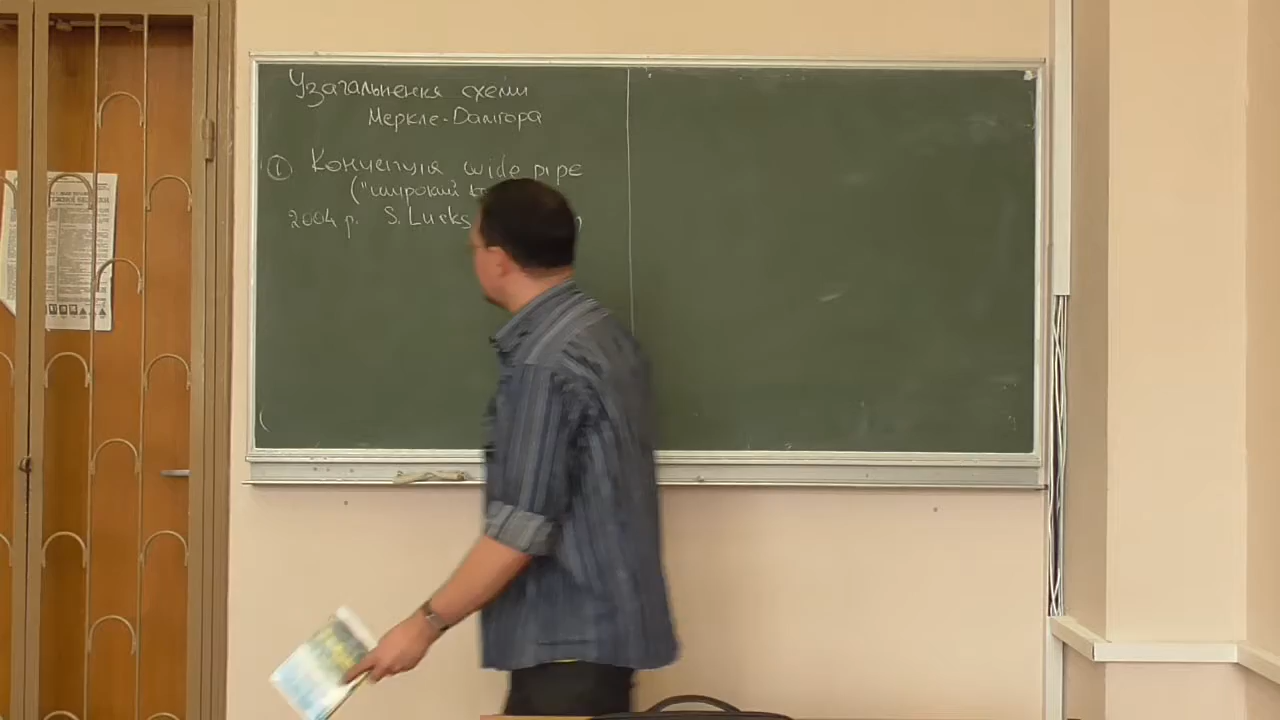 Узагальнення схеми
Меркле-Дамгора
① Концепція wide pipe
("широкий
2004 р. S. Lucks